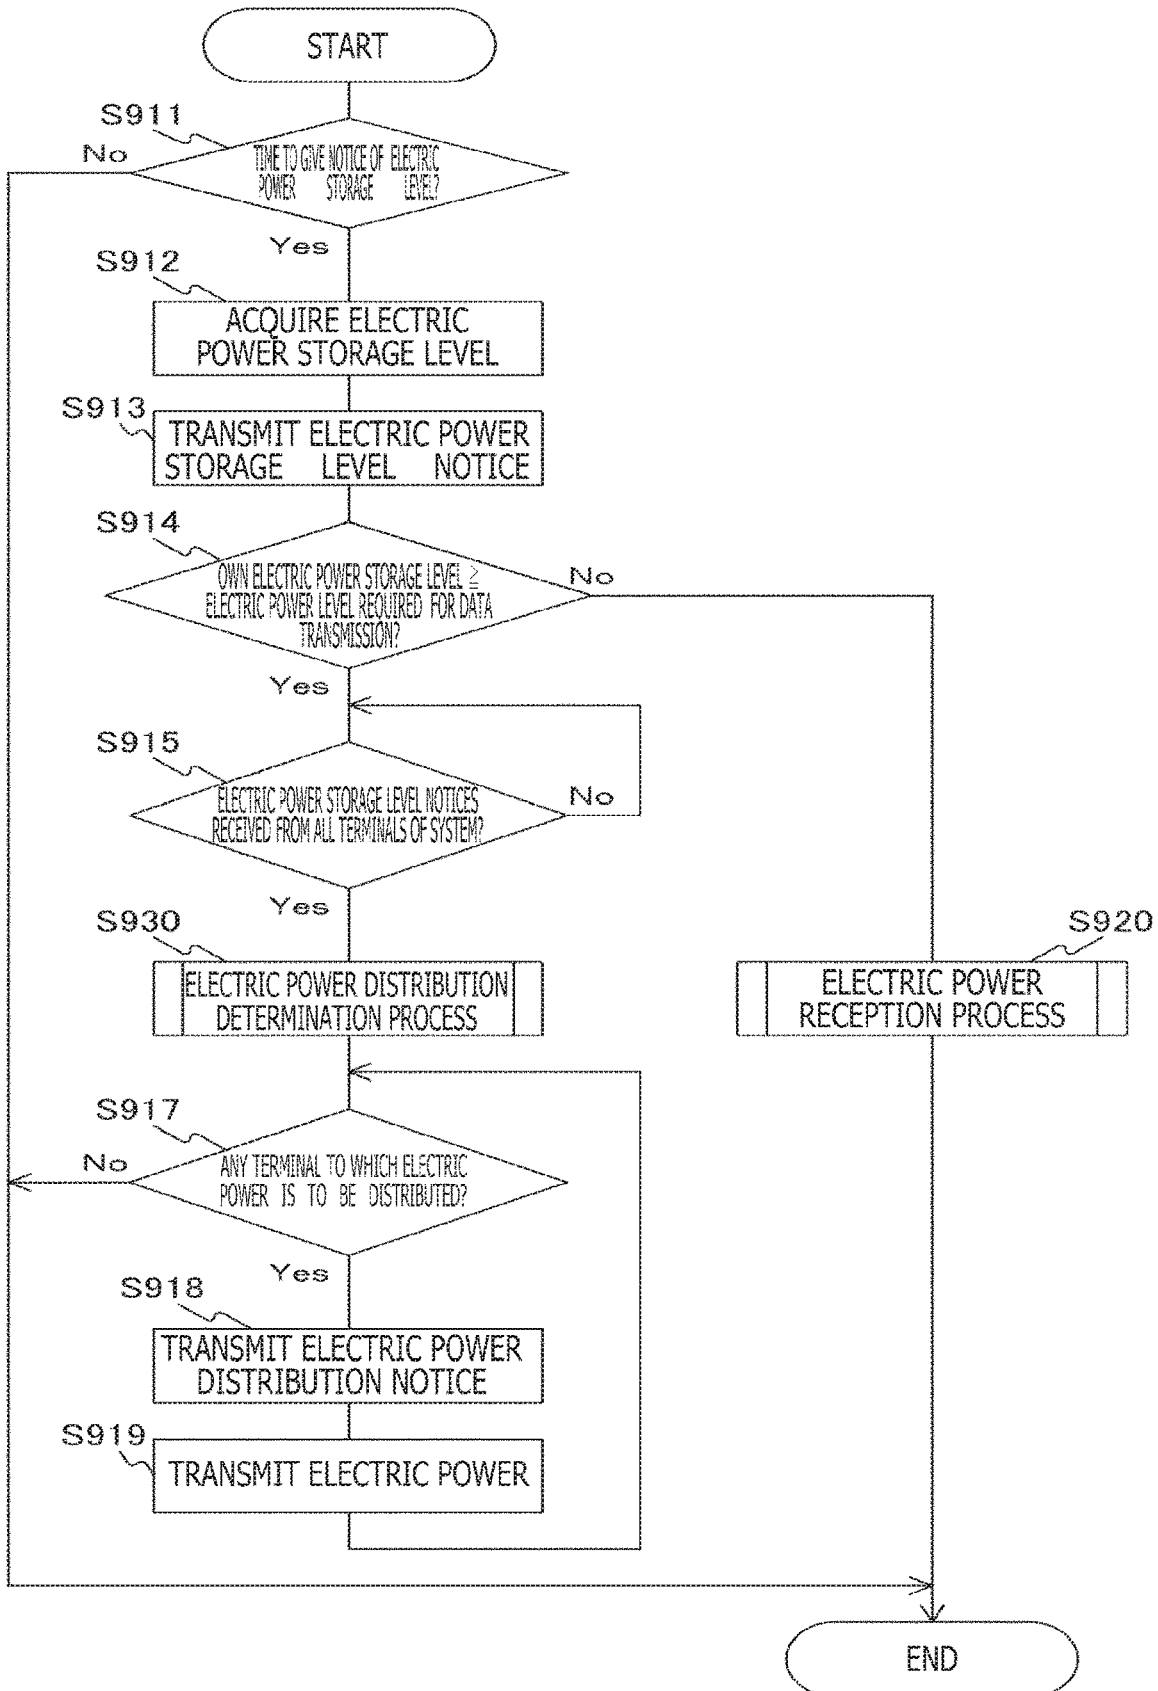 START
S911
No
TIME TO GIVE NOTICE OF ELECTRIC
POWER STORAGE LEVEL?
Yes
S912
ACQUIRE ELECTRIC
POWER STORAGE LEVEL
S913
TRANSMIT ELECTRIC POWER
STORAGE LEVEL NOTICE
S914
OWN ELECTRIC POWER STORAGE LEVEL ≥
ELECTRIC POWER LEVEL REQUIRED FOR DATA
TRANSMISSION?
No
Yes
S915
ELECTRIC POWER STORAGE LEVEL NOTICES
RECEIVED FROM ALL TERMINALS OF SYSTEM?
No
Yes
S930
ELECTRIC POWER DISTRIBUTION
DETERMINATION PROCESS
S920
ELECTRIC POWER
RECEPTION PROCESS
S917
No
ANY TERMINAL TO WHICH ELECTRIC
POWER IS TO BE DISTRIBUTED?
Yes
S918
TRANSMIT ELECTRIC POWER
DISTRIBUTION NOTICE
S919
TRANSMIT ELECTRIC POWER
END